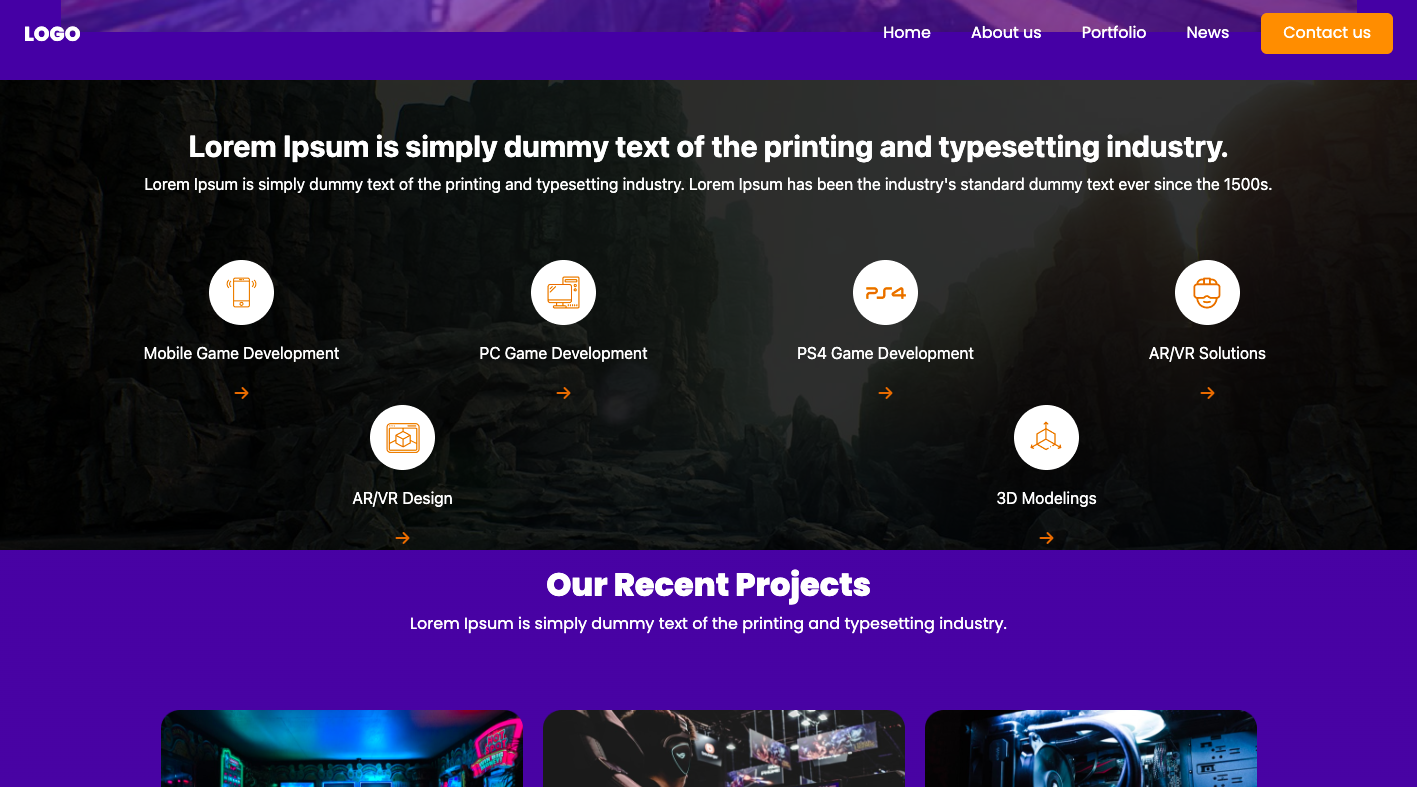 LOGO
Home About us Portfolio News Contact us
Lorem Ipsum is simply dummy text of the printing and typesetting industry.
Lorem Ipsum is simply dummy text of the printing and typesetting industry. Lorem Ipsum has been the industry's standard dummy text ever since the 1500s.
PS4
Mobile Game Development PC Game Development PS4 Game Development AR/VR Solutions
AR/VR Design 3D Modelings
Our Recent Projects
Lorem Ipsum is simply dummy text of the printing and typesetting industry.